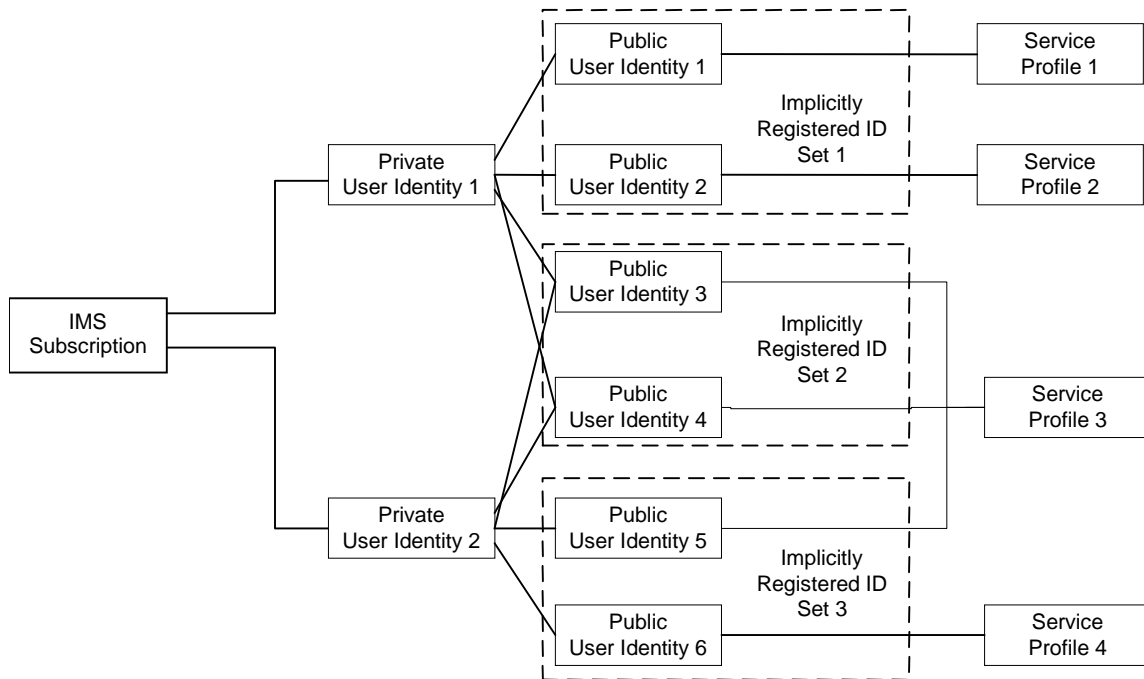 Public
User Identity 1
Service
Profile 1
Implicitly
Registered ID
Set 1
Private
User Identity 1
Public
User Identity 2
Service
Profile 2
Public
User Identity 3
IMS
Subscription
Implicitly
Registered ID
Set 2
Public
User Identity 4
Service
Profile 3
Private
User Identity 2
Public
User Identity 5
Implicitly
Registered ID
Set 3
Public
User Identity 6
Service
Profile 4